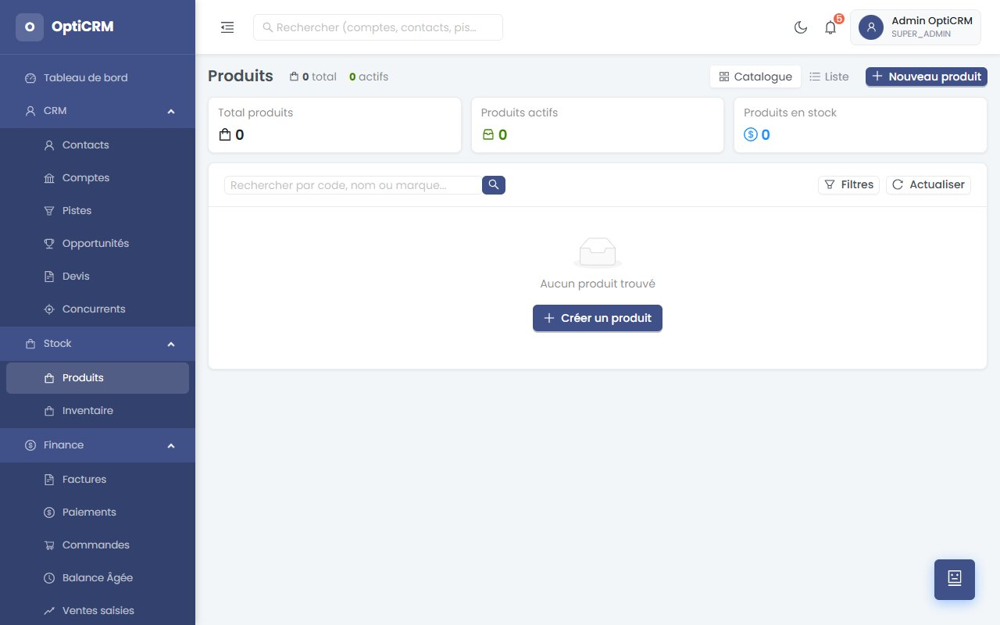 O OptiCRM
Rechercher (comptes, contacts, pis...
5
Admin OptiCRM
SUPER_ADMIN
Tableau de bord
CRM
Contacts
Comptes
Pistes
Opportunités
Devis
Concurrents
Stock
Produits
Inventaire
Finance
Factures
Paiements
Commandes
Balance Âgée
Ventes saisies
Produits 0 total 0 actifs
Catalogue Liste Nouveau produit
Total produits
0
Produits actifs
0
Produits en stock
0
Rechercher par code, nom ou marque...
Filtres Actualiser
Aucun produit trouvé
Créer un produit